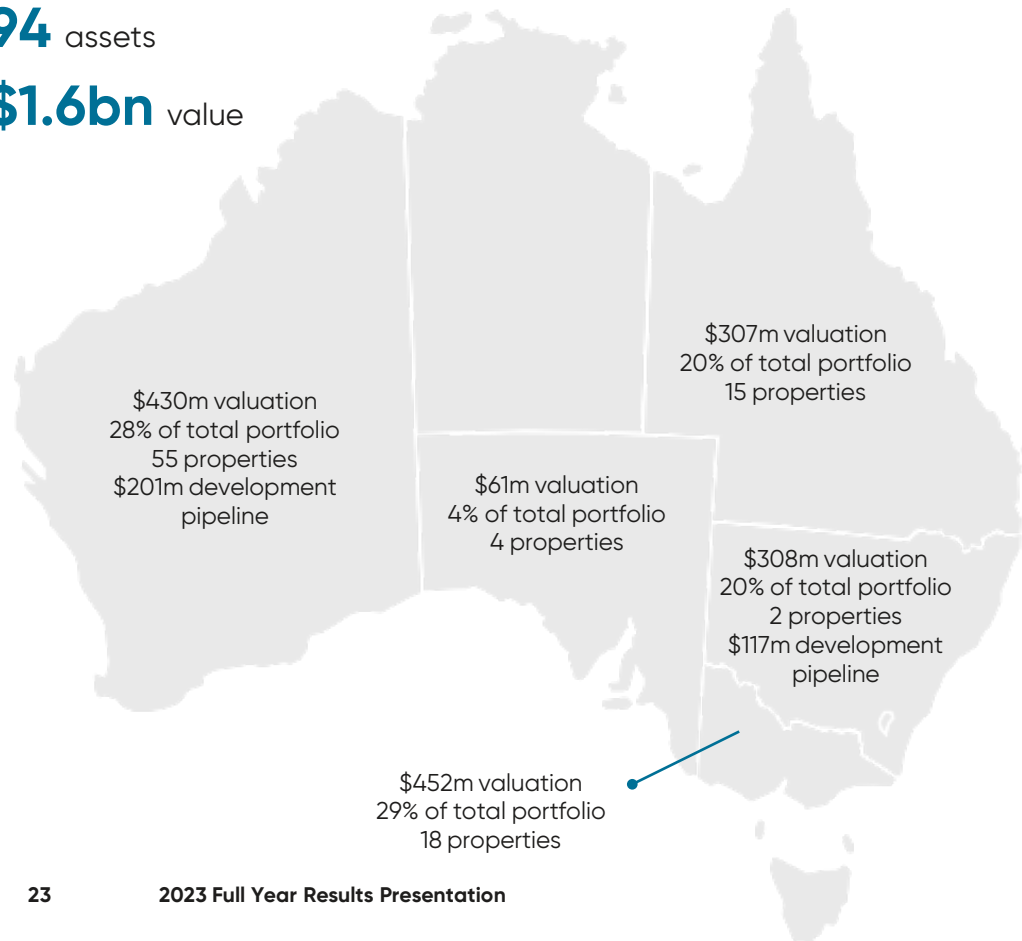 94 assets
$1.6bn value
$307m valuation
20% of total portfolio
15 properties
$430m valuation
28% of total portfolio
55 properties
$201m development
pipeline
$61m valuation
4% of total portfolio
4 properties
$308m valuation
20% of total portfolio
2 properties
$117m development
pipeline
$452m valuation
29% of total portfolio
18 properties
23 2023 Full Year Results Presentation